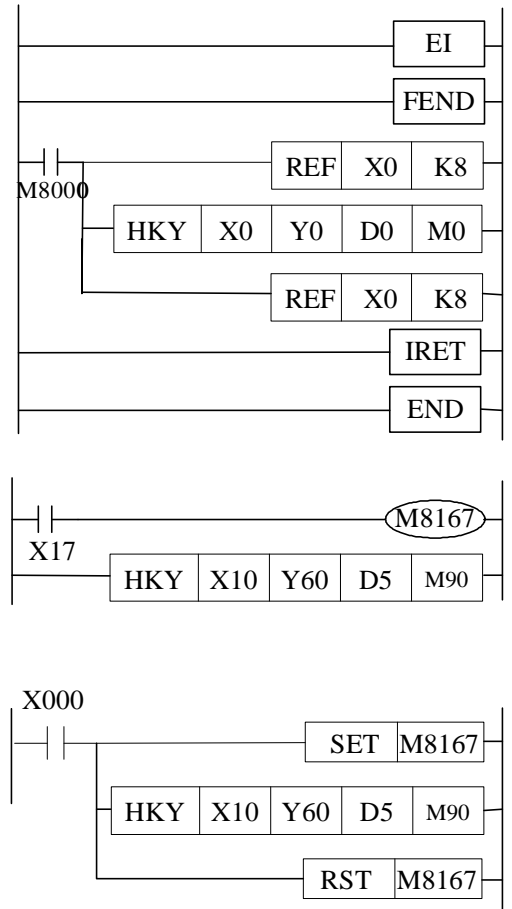 EI
FEND
REF X0 K8
M8000
HKY X0 Y0 D0 M0
REF X0 K8
IRET
END
M8167
X17
HKY X10 Y60 D5 M90
X000
SET M8167
HKY X10 Y60 D5 M90
RST M8167